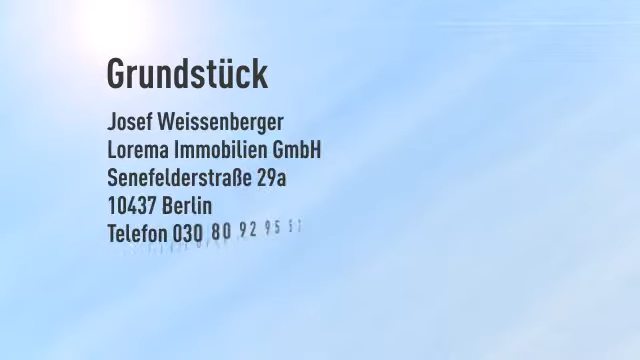 Grundstück
Josef Weissenberger
Lorema Immobilien GmbH
Senefelderstraße 29a
10437 Berlin
Telefon 030 80 92 95